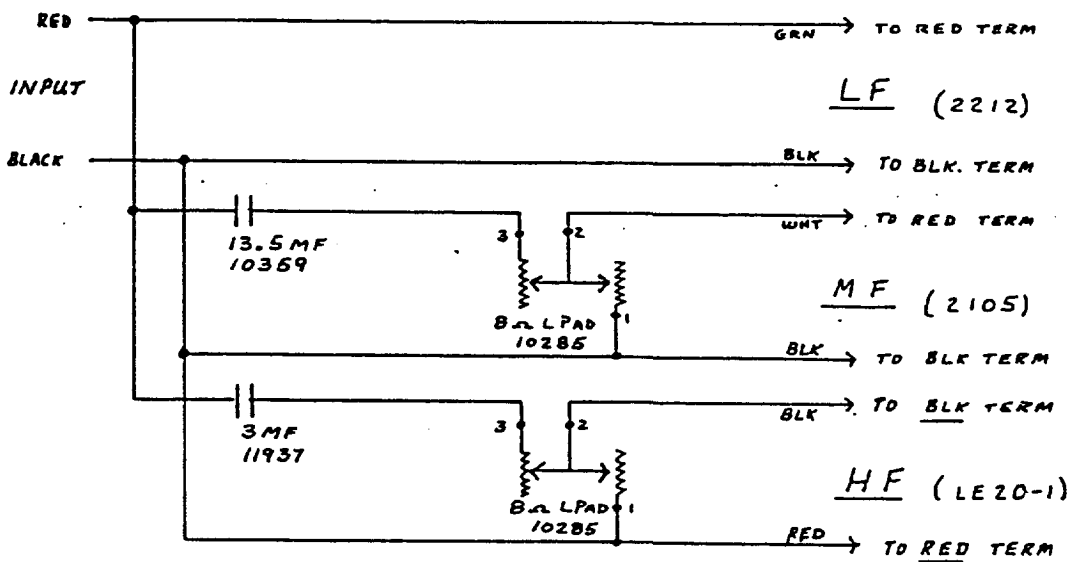 RED
GRN
TO RED TERM
INPUT
LF (2212)
BLACK
BLK
TO BLK. TERM
13.5 MF
10369
3
2
WHT
TO RED TERM
8Ω L PAD
10285
1
MF (2105)
BLK
TO BLK TERM
3 MF
11937
3
2
BLK
TO BLK TERM
8Ω L PAD
10285
1
HF (LE20-1)
RED
TO RED TERM